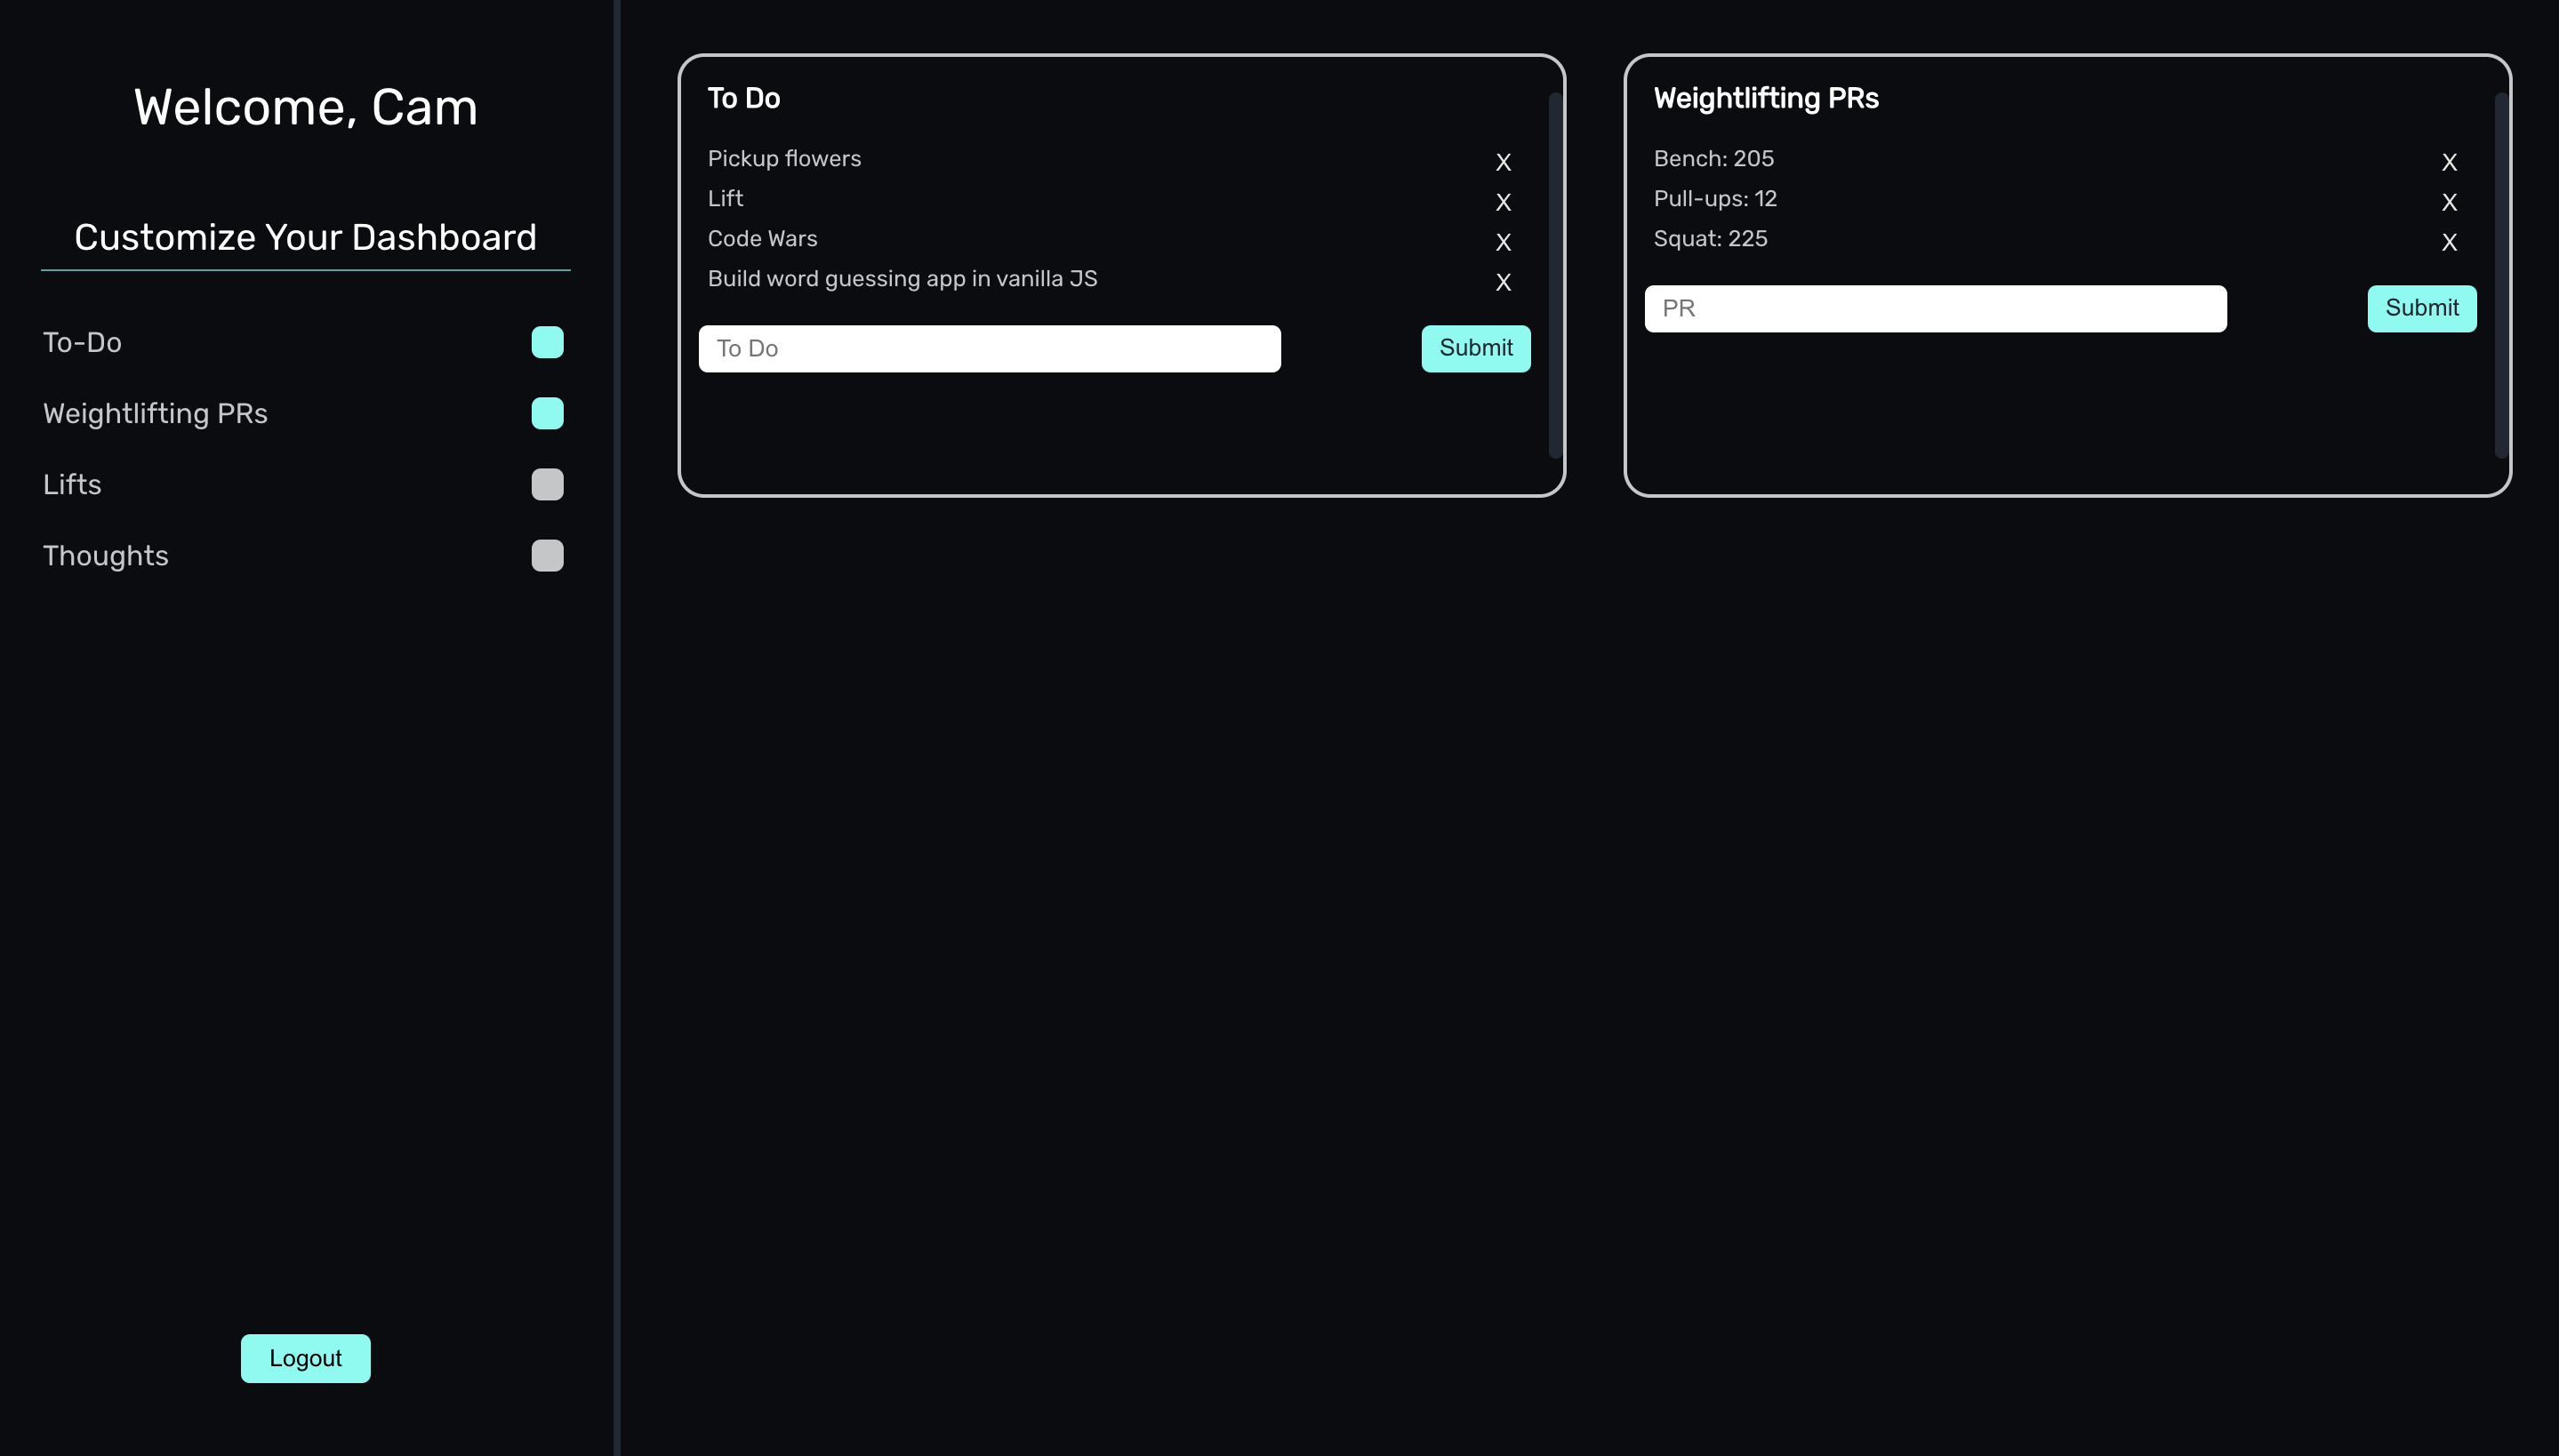 Welcome, Cam
Customize Your Dashboard
To-Do
Weightlifting PRs
Lifts
Thoughts
Logout
To Do
Pickup flowers X
Lift X
Code Wars X
Build word guessing app in vanilla JS X
To Do Submit
Weightlifting PRs
Bench: 205 X
Pull-ups: 12 X
Squat: 225 X
PR Submit